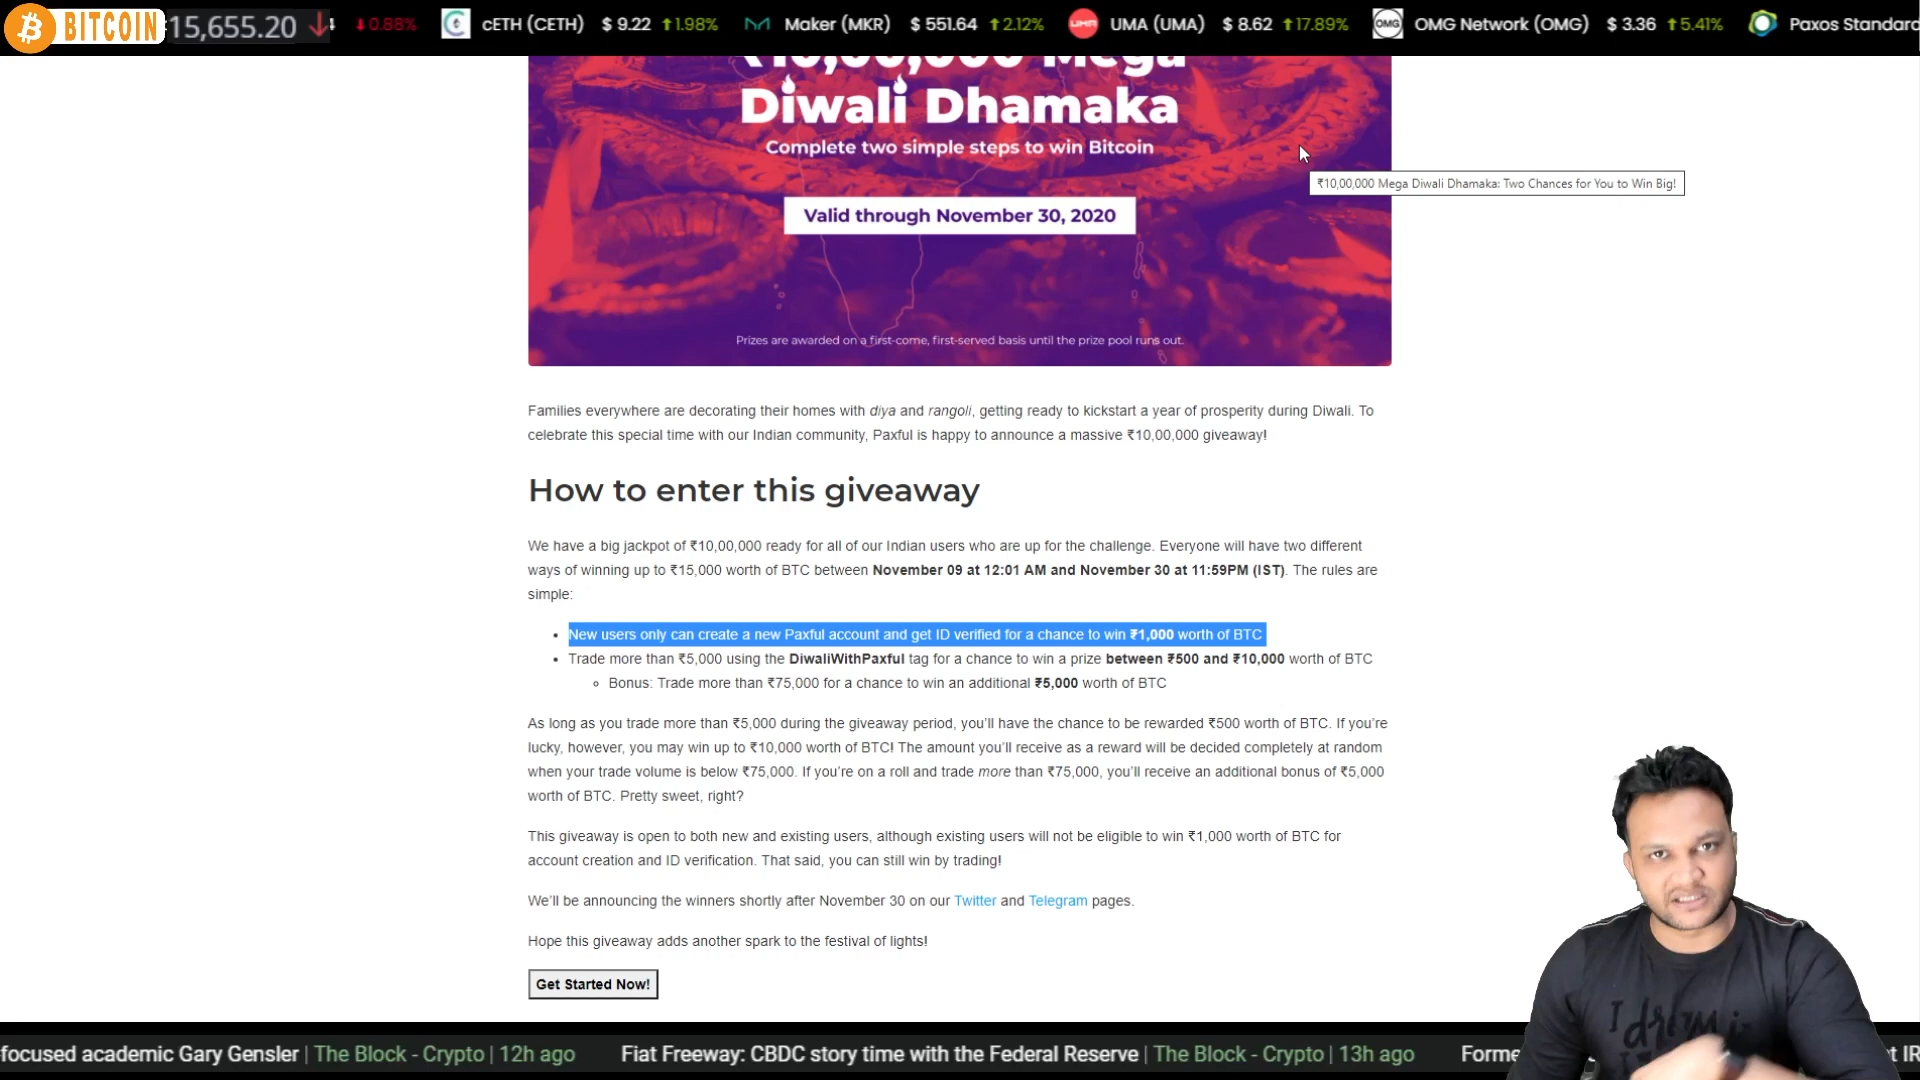 BITCOIN 15,655.20 4 0.88% cETH (CETH) $ 9.22 1.98% Maker (MKR) $ 551.64 2.12% UMA (UMA) $ 8.62 17.89% OMG Network (OMG) $ 3.36 5.41% Paxos Standard
₹10,00,000 Mega
Diwali Dhamaka
Complete two simple steps to win Bitcoin
₹10,00,000 Mega Diwali Dhamaka: Two Chances for You to Win Big!
Valid through November 30, 2020
Prizes are awarded on a first-come, first-served basis until the prize pool runs out.
Families everywhere are decorating their homes with diya and rangoli, getting ready to kickstart a year of prosperity during Diwali. To
celebrate this special time with our Indian community, Paxful is happy to announce a massive ₹10,00,000 giveaway!
How to enter this giveaway
We have a big jackpot of ₹10,00,000 ready for all of our Indian users who are up for the challenge. Everyone will have two different
ways of winning up to ₹15,000 worth of BTC between November 09 at 12:01 AM and November 30 at 11:59PM (IST). The rules are
simple:
• New users only can create a new Paxful account and get ID verified for a chance to win ₹1,000 worth of BTC
• Trade more than ₹5,000 using the DiwaliWithPaxful tag for a chance to win a prize between ₹500 and ₹10,000 worth of BTC
◦ Bonus: Trade more than ₹75,000 for a chance to win an additional ₹5,000 worth of BTC
As long as you trade more than ₹5,000 during the giveaway period, you’ll have the chance to be rewarded ₹500 worth of BTC. If you’re
lucky, however, you may win up to ₹10,000 worth of BTC! The amount you’ll receive as a reward will be decided completely at random
when your trade volume is below ₹75,000. If you’re on a roll and trade more than ₹75,000, you’ll receive an additional bonus of ₹5,000
worth of BTC. Pretty sweet, right?
This giveaway is open to both new and existing users, although existing users will not be eligible to win ₹1,000 worth of BTC for
account creation and ID verification. That said, you can still win by trading!
We’ll be announcing the winners shortly after November 30 on our Twitter and Telegram pages.
Hope this giveaway adds another spark to the festival of lights!
Get Started Now!
I dream
-focused academic Gary Gensler | The Block - Crypto | 12h ago Fiat Freeway: CBDC story time with the Federal Reserve | The Block - Crypto | 13h ago Forme t IR